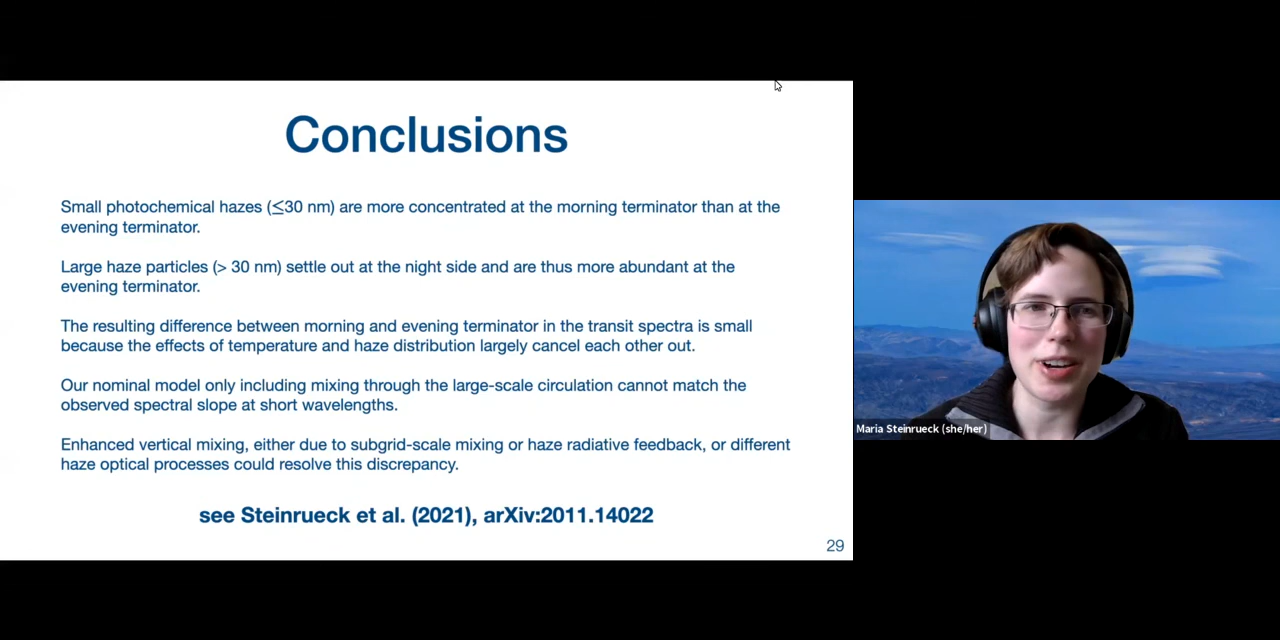 Conclusions
Small photochemical hazes (≤30 nm) are more concentrated at the morning terminator than at the
evening terminator.
Large haze particles (> 30 nm) settle out at the night side and are thus more abundant at the
evening terminator.
The resulting difference between morning and evening terminator in the transit spectra is small
because the effects of temperature and haze distribution largely cancel each other out.
Our nominal model only including mixing through the large-scale circulation cannot match the
observed spectral slope at short wavelengths.
Enhanced vertical mixing, either due to subgrid-scale mixing or haze radiative feedback, or different
haze optical processes could resolve this discrepancy.
see Steinrueck et al. (2021), arXiv:2011.14022
29
Maria Steinrueck (she/her)